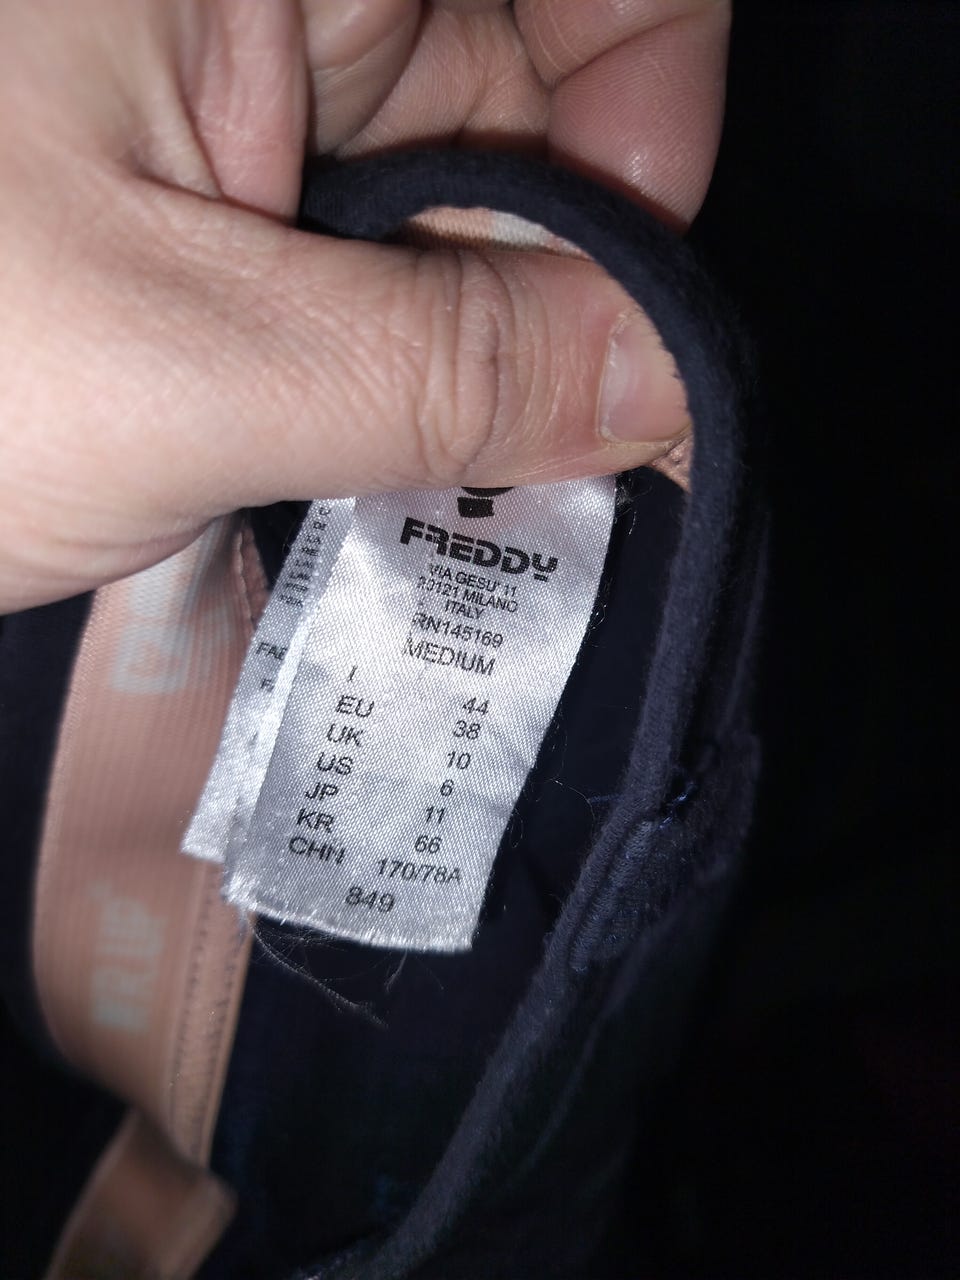 FREDDY
VIA GESU' 11
20121 MILANO
ITALY
RN145169
MEDIUM
I 44
EU 38
UK 10
US 6
JP 11
KR 66
CHN 170/78A
849